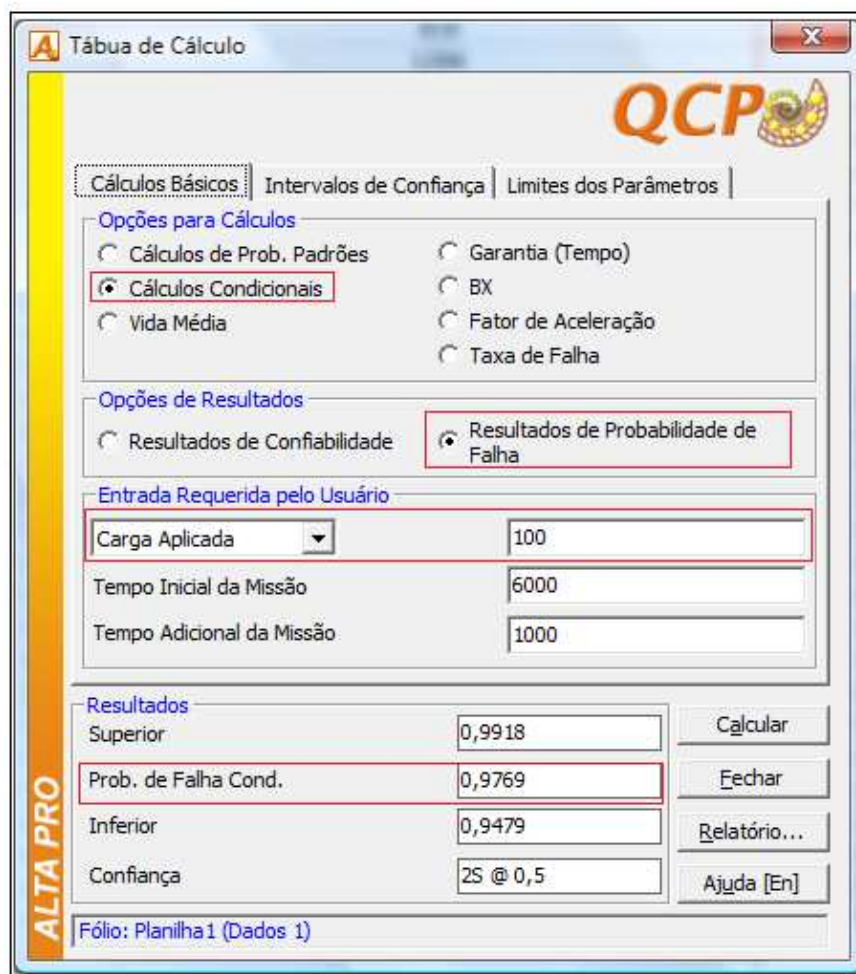 Tábua de Cálculo
QCP
Cálculos Básicos
Intervalos de Confiança
Limites dos Parâmetros
Opções para Cálculos
Cálculos de Prob. Padrões
Garantia (Tempo)
Cálculos Condicionais
BX
Vida Média
Fator de Aceleração
Taxa de Falha
Opções de Resultados
Resultados de Confiabilidade
Resultados de Probabilidade de
Falha
Entrada Requerida pelo Usuário
Carga Aplicada
100
Tempo Inicial da Missão
6000
Tempo Adicional da Missão
1000
Resultados
Superior
0,9918
Calcular
Prob. de Falha Cond.
0,9769
Fechar
Inferior
0,9479
Relatório...
Confiança
2S @ 0,5
Ajuda [En]
ALTA PRO
Fólio: Planilha1 (Dados 1)